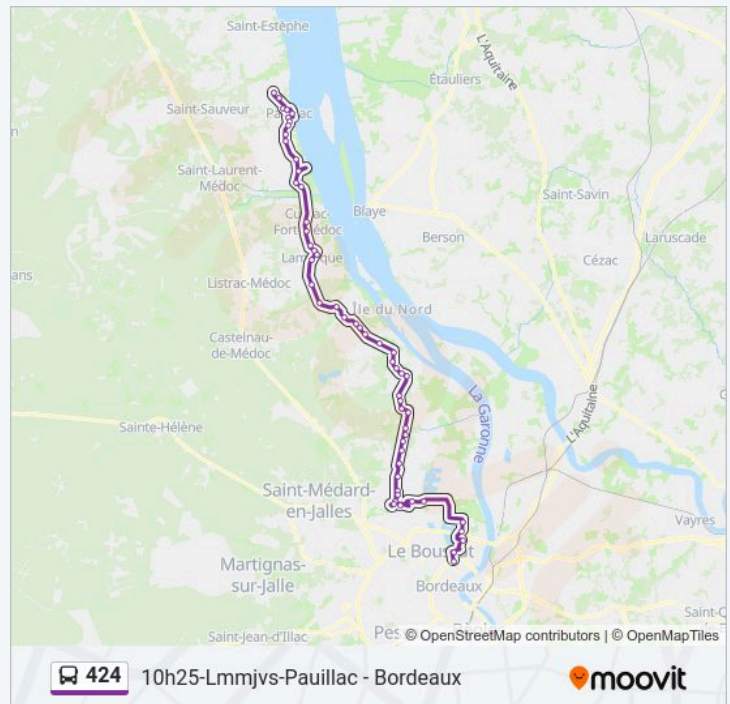 Saint-Estèphe
L'Aquitaine
Étauliers
Saint-Sauveur
Saint-Laurent-
Médoc
Saint-Savin
Blaye
Berson
Laruscade
Cézac
ans
Listrac-Médoc
Île du Nord
Castelnau-
de-Médoc
La Garonne
L'Aquitaine
Sainte-Hélène
Saint-Médard-
en-Jalles
Vayres
Martignas-
sur-Jalle
Bordeaux
Saint-Jean-d'Illac
© OpenStreetMap contributors | © OpenMapTiles
424
10h25-Lmmjvs-Pauillac - Bordeaux
moovit